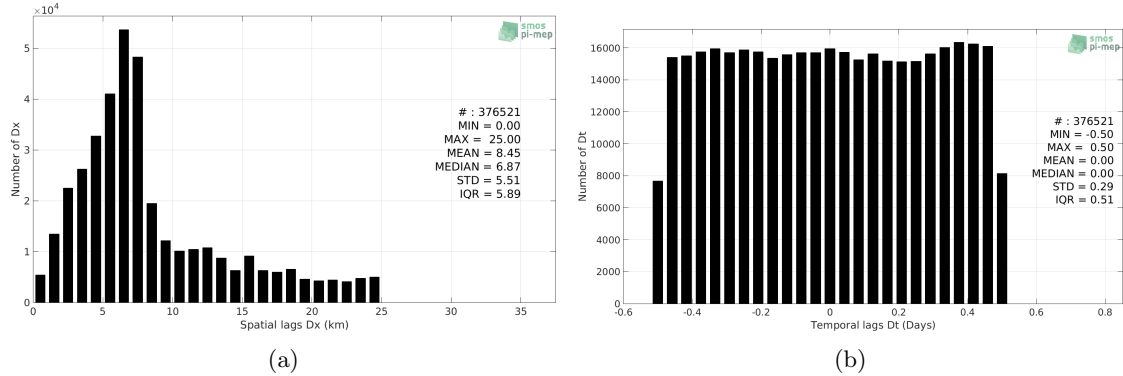 ×10⁴
5
4
3
2
1
0
Number of Dx
0 5 10 15 20 25 30 35
Spatial lags Dx (km)
smos
pi-mep
# : 376521
MIN = 0.00
MAX = 25.00
MEAN = 8.45
MEDIAN = 6.87
STD = 5.51
IQR = 5.89
(a)
16000
14000
12000
10000
8000
6000
4000
2000
0
Number of Dt
-0.6 -0.4 -0.2 0 0.2 0.4 0.6 0.8
Temporal lags Dt (Days)
smos
pi-mep
# : 376521
MIN = -0.50
MAX = 0.50
MEAN = 0.00
MEDIAN = 0.00
STD = 0.29
IQR = 0.51
(b)